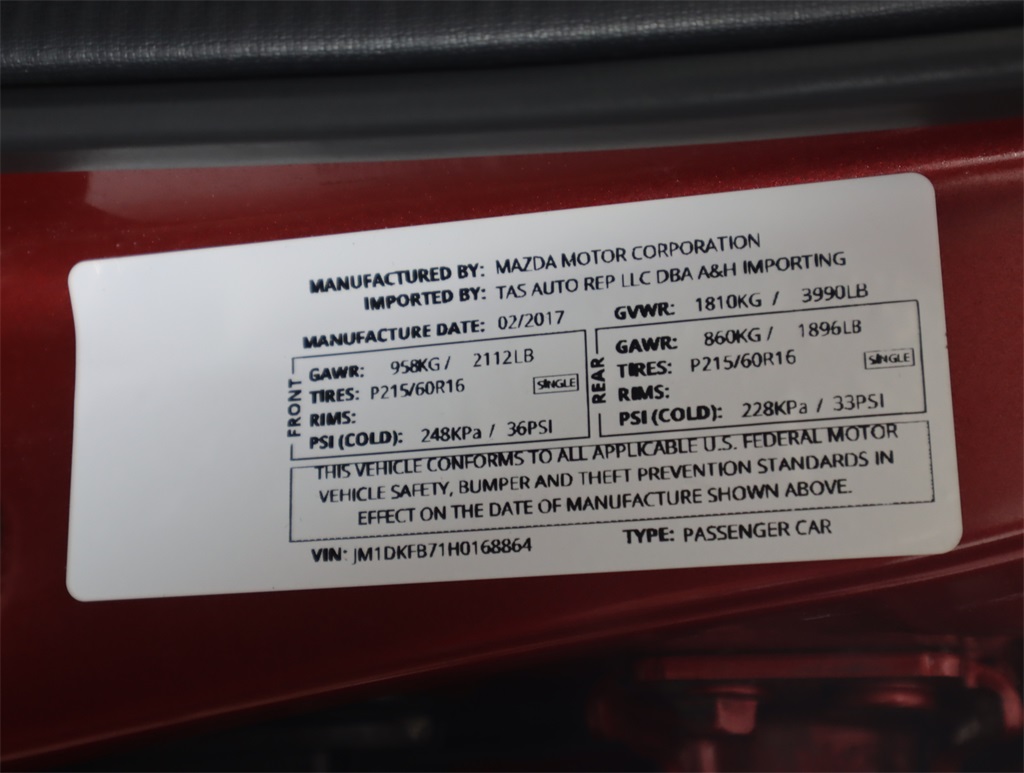 MANUFACTURED BY: MAZDA MOTOR CORPORATION
IMPORTED BY: TAS AUTO REP LLC DBA A&H IMPORTING
MANUFACTURE DATE: 02/2017
GVWR: 1810KG / 3990LB
FRONT
GAWR: 958KG / 2112LB
TIRES: P215/60R16 SINGLE
RIMS:
PSI (COLD): 248KPa / 36PSI
REAR
GAWR: 860KG / 1896LB
TIRES: P215/60R16 SINGLE
RIMS:
PSI (COLD): 228KPa / 33PSI
THIS VEHICLE CONFORMS TO ALL APPLICABLE U.S. FEDERAL MOTOR
VEHICLE SAFETY, BUMPER AND THEFT PREVENTION STANDARDS IN
EFFECT ON THE DATE OF MANUFACTURE SHOWN ABOVE.
VIN: JM1DKFB71H0168864
TYPE: PASSENGER CAR